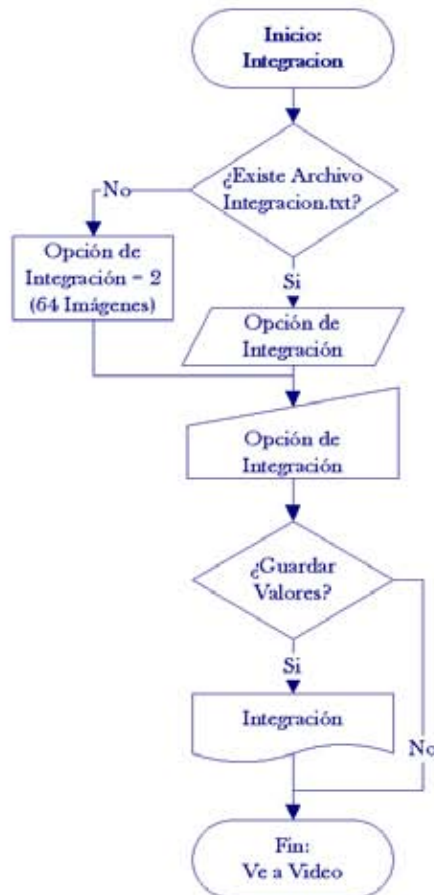 Inicio:
Integracion
¿Existe Archivo
Integracion.txt?
No
Opción de
Integración = 2
(64 Imágenes)
Si
Opción de
Integración
Opción de
Integración
¿Guardar
Valores?
Si
Integración
No
Fin:
Ve a Video